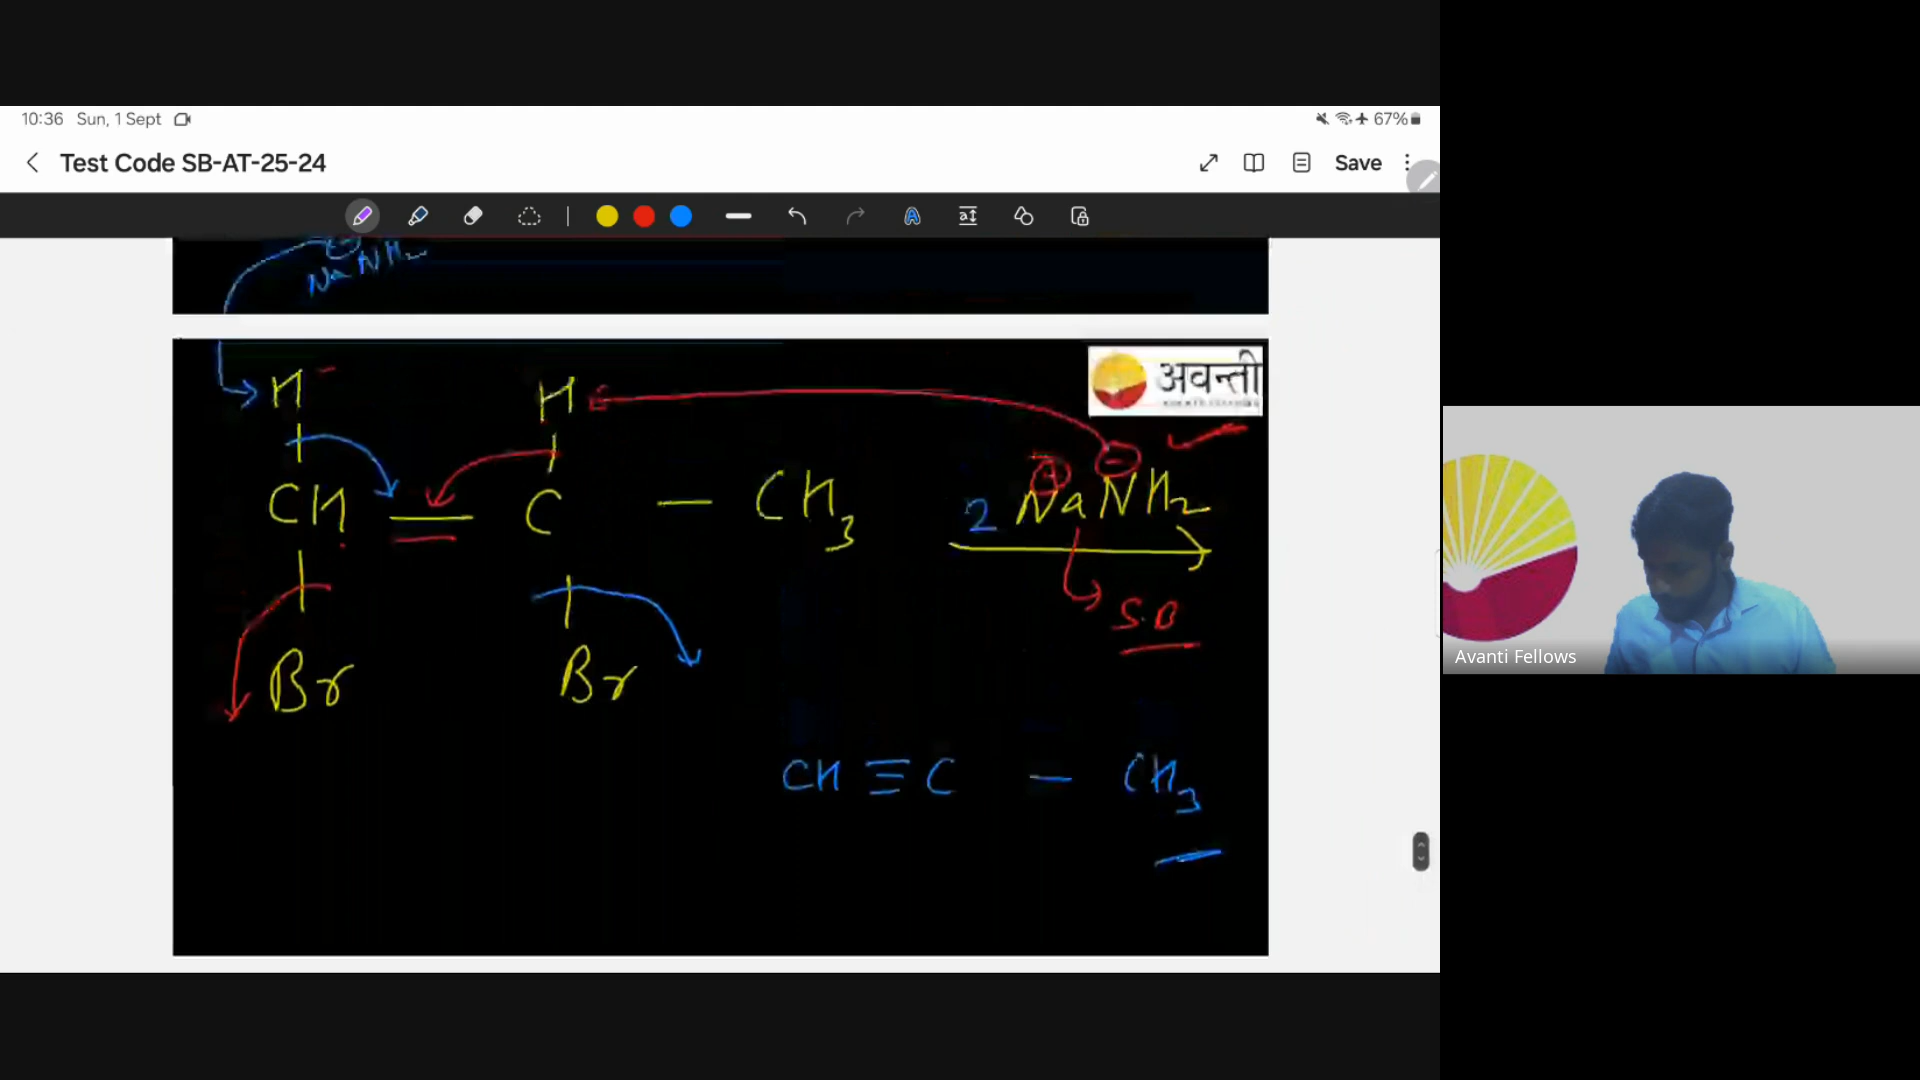 10:36 Sun, 1 Sept 67%
Test Code SB-AT-25-24 Save
NaNH2
अवन्ती
H H
CH = C - CH3 2 NaNH2
S.B
Br Br
CH ≡ C - CH3
Avanti Fellows